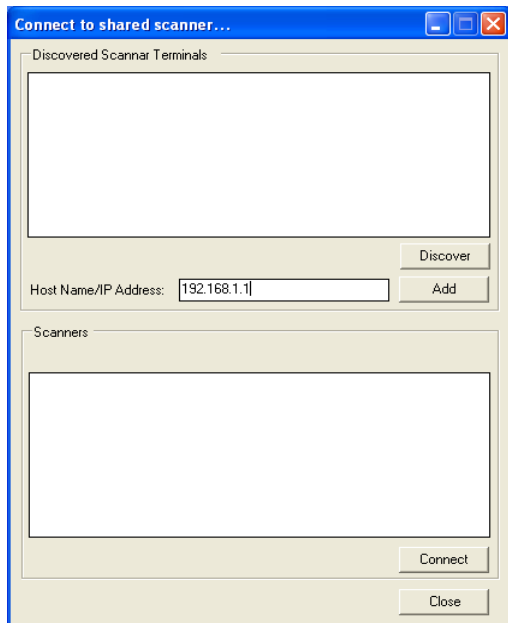 Connect to shared scanner...
Discovered Scannar Terminals
Discover
Host Name/IP Address: 192.168.1.1 Add
Scanners
Connect
Close